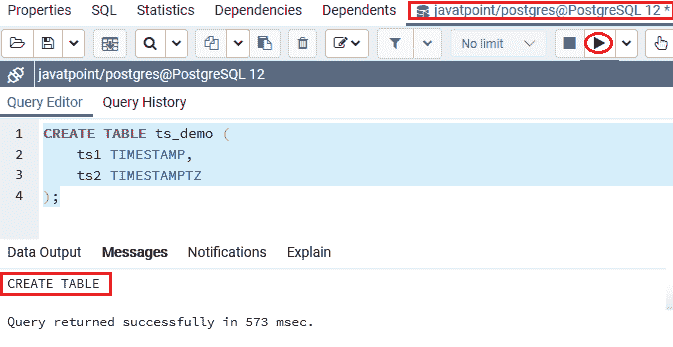 Properties SQL Statistics Dependencies Dependents javatpoint/postgres@PostgreSQL 12 *
No limit
javatpoint/postgres@PostgreSQL 12
Query Editor Query History
1 CREATE TABLE ts_demo (
2 ts1 TIMESTAMP,
3 ts2 TIMESTAMPTZ
4 );
Data Output Messages Notifications Explain
CREATE TABLE
Query returned successfully in 573 msec.